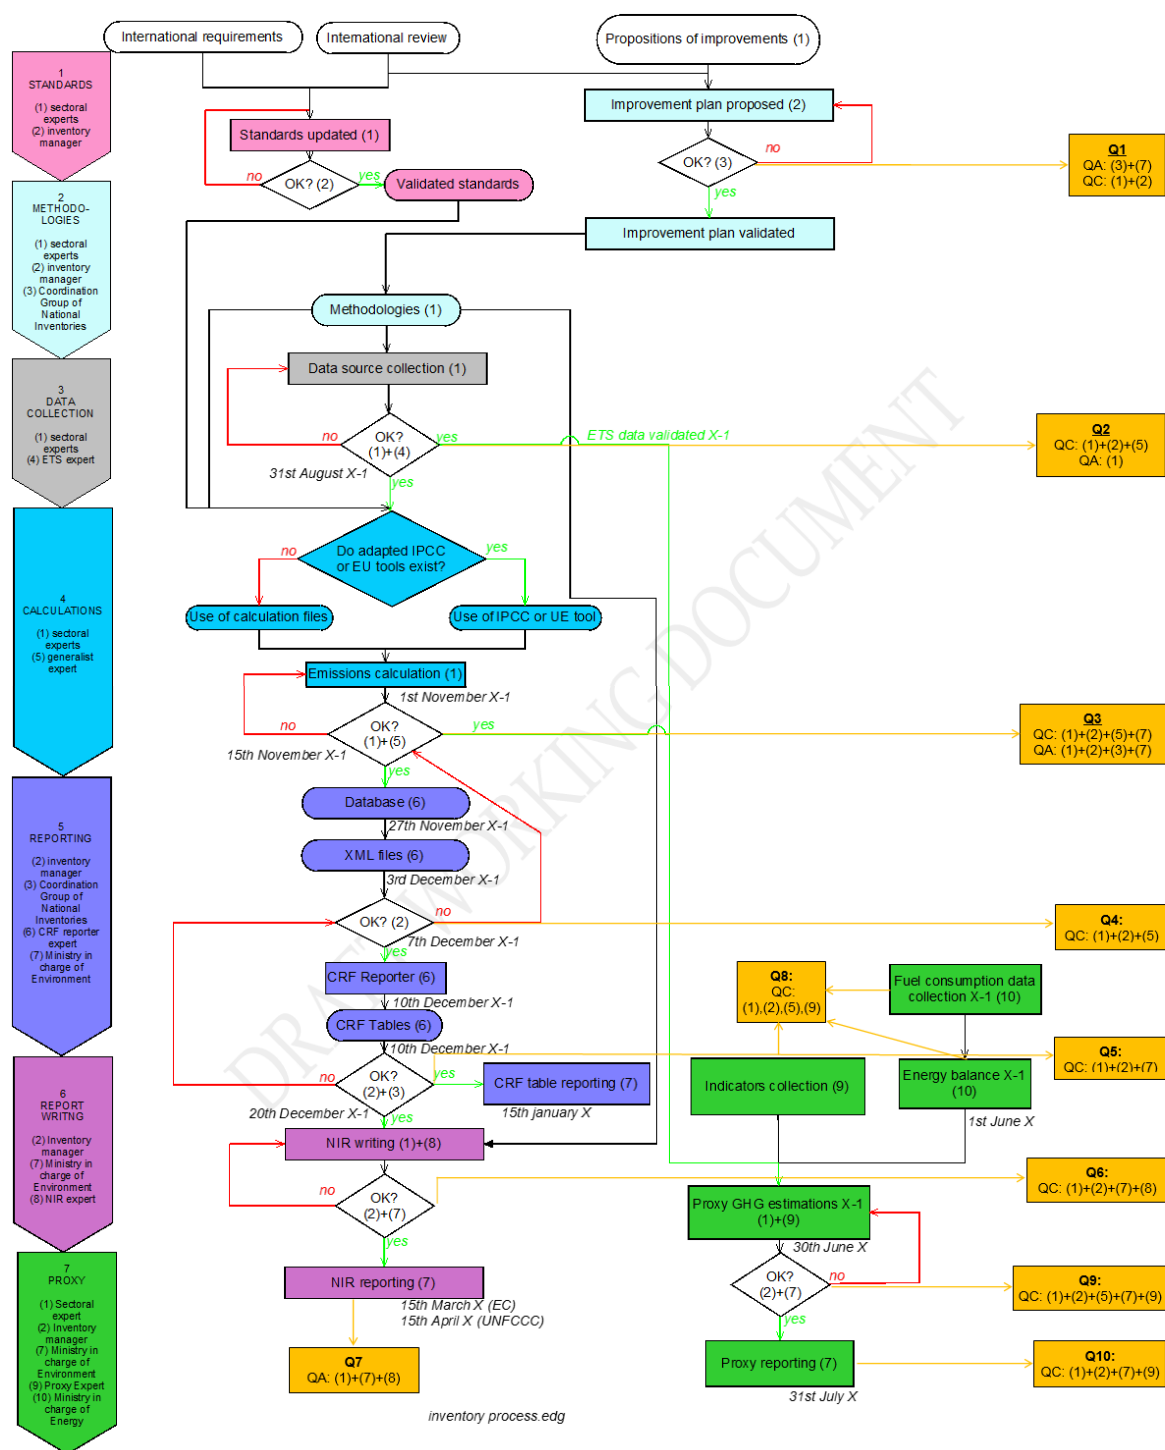 International requirements
International review
Propositions of improvements (1)
1
STANDARDS
(1) sectoral
experts
(2) inventory
manager
Improvement plan proposed (2)
Standards updated (1)
no
OK? (3)
Q1
QA: (3)+(7)
QC: (1)+(2)
no
OK? (2)
yes
Validated standards
yes
2
METHODO-
LOGIES
(1) sectoral
experts
(2) inventory
manager
(3) Coordination
Group of
National
Inventories
Improvement plan validated
Methodologies (1)
Data source collection (1)
3
DATA
COLLECTION
(1) sectoral
experts
(4) ETS expert
no
OK?
(1)+(4)
yes
ETS data validated X-1
Q2
QC: (1)+(2)+(5)
QA: (1)
31st August X-1
yes
no
Do adapted IPCC
or EU tools exist?
yes
Use of calculation files
Use of IPCC or UE tool
4
CALCULATIONS
(1) sectoral
experts
(5) generalist
expert
Emissions calculation (1)
1st November X-1
no
OK?
(1)+(5)
yes
Q3
QC: (1)+(2)+(5)+(7)
QA: (1)+(2)+(3)+(7)
15th November X-1
yes
Database (6)
27th November X-1
XML files (6)
3rd December X-1
5
REPORTING
(2) inventory
manager
(3) Coordination
Group of
National
Inventories
(6) CRF reporter
expert
(7) Ministry in
charge of
Environment
OK? (2)
no
Q4:
QC: (1)+(2)+(5)
7th December X-1
yes
CRF Reporter (6)
10th December X-1
CRF Tables (6)
10th December X-1
Q8:
QC:
(1),(2),(5),(9)
Fuel consumption data
collection X-1 (10)
Q5:
QC: (1)+(2)+(7)
OK?
(2)+(3)
yes
CRF table reporting (7)
15th january X
20th December X-1
yes
Indicators collection (9)
Energy balance X-1
(10)
1st June X
6
REPORT
WRITNG
(2) Inventory
manager
(7) Ministry in
charge of
Environment
(8) NIR expert
no
NIR writing (1)+(8)
no
OK?
(2)+(7)
yes
Q6:
QC: (1)+(2)+(7)+(8)
Proxy GHG estimations X-1
(1)+(9)
30th June X
OK?
(2)+(7)
no
yes
Q9:
QC: (1)+(2)+(5)+(7)+(9)
7
PROXY
(1) Sectoral
expert
(2) Inventory
manager
(7) Ministry in
charge of
Environment
(9) Proxy Expert
(10) Ministry in
charge of
Energy
NIR reporting (7)
15th March X (EC)
15th April X (UNFCCC)
Q7
QA: (1)+(7)+(8)
Proxy reporting (7)
31st July X
Q10:
QC: (1)+(2)+(7)+(9)
inventory process.edg
DRAFT WORKING DOCUMENT